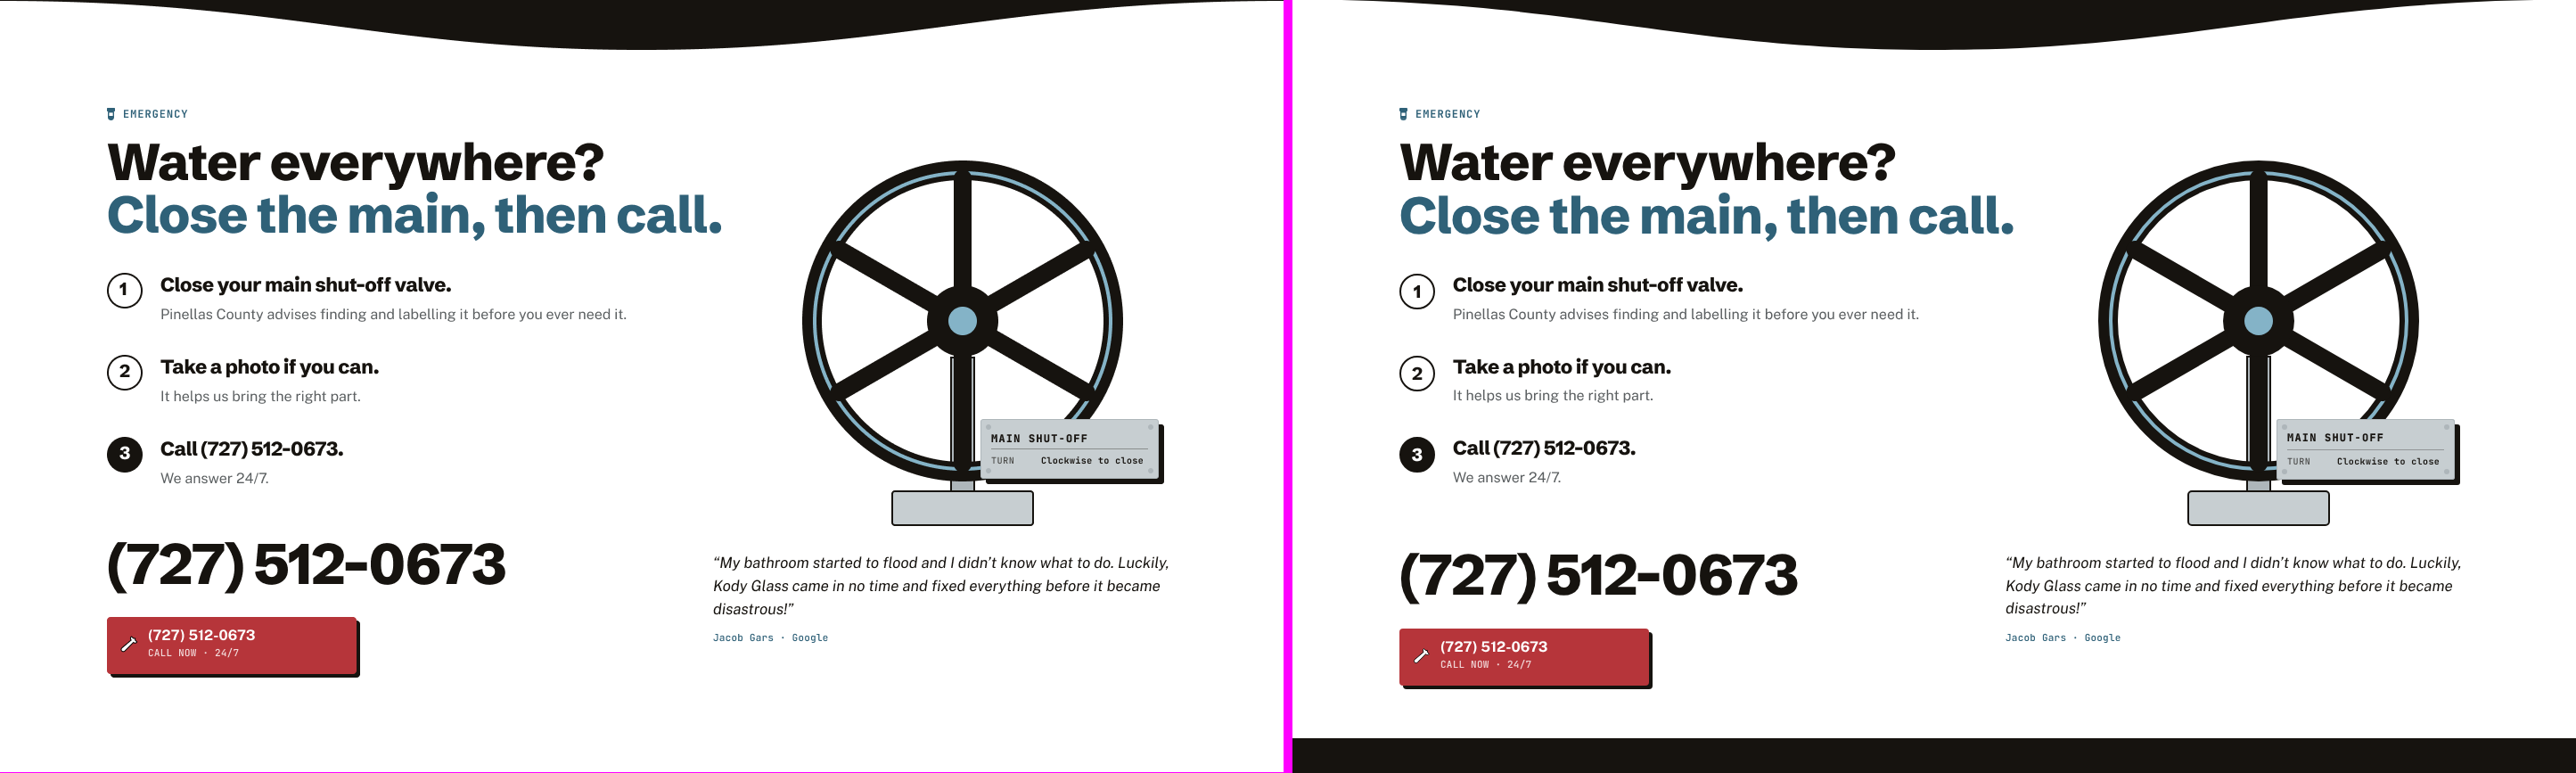 EMERGENCY
Water everywhere?
Close the main, then call.
1
Close your main shut-off valve.
Pinellas County advises finding and labelling it before you ever need it.
2
Take a photo if you can.
It helps us bring the right part.
3
Call (727) 512-0673.
We answer 24/7.
(727) 512-0673
(727) 512-0673
CALL NOW · 24/7
MAIN SHUT-OFF
TURN Clockwise to close
“My bathroom started to flood and I didn’t know what to do. Luckily,
Kody Glass came in no time and fixed everything before it became
disastrous!”
Jacob Gars · Google
EMERGENCY
Water everywhere?
Close the main, then call.
1
Close your main shut-off valve.
Pinellas County advises finding and labelling it before you ever need it.
2
Take a photo if you can.
It helps us bring the right part.
3
Call (727) 512-0673.
We answer 24/7.
(727) 512-0673
(727) 512-0673
CALL NOW · 24/7
MAIN SHUT-OFF
TURN Clockwise to close
“My bathroom started to flood and I didn’t know what to do. Luckily,
Kody Glass came in no time and fixed everything before it became
disastrous!”
Jacob Gars · Google